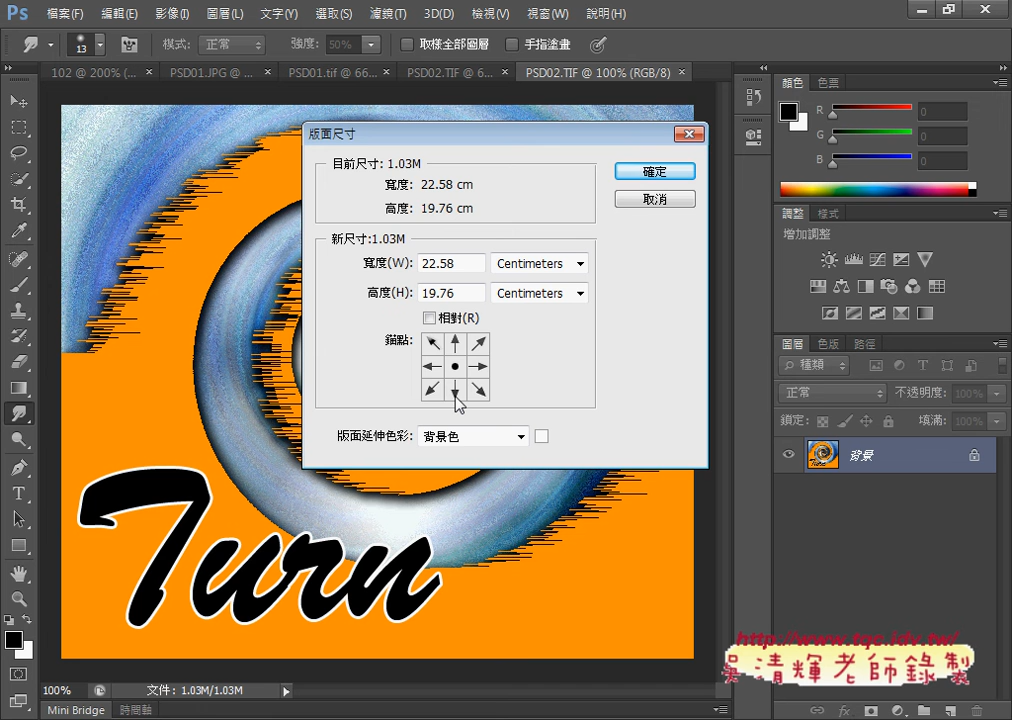 Ps 檔案(F) 編輯(E) 影像(I) 圖層(L) 文字(Y) 選取(S) 濾鏡(T) 3D(D) 檢視(V) 視窗(W) 說明(H)
13 模式: 正常 強度: 50% 取樣全部圖層 手指塗畫
102 @ 200% (... × PSD01.JPG @ ... × PSD01.tif @ 66... × PSD02.TIF @ 6... × PSD02.TIF @ 100% (RGB/8) ×
版面尺寸
目前尺寸: 1.03M
寬度: 22.58 cm
高度: 19.76 cm
確定
取消
新尺寸:1.03M
寬度(W): 22.58 Centimeters
高度(H): 19.76 Centimeters
相對(R)
錨點:
版面延伸色彩: 背景色
Turn
顏色 色票
R 0
G 0
B 0
調整 樣式
增加調整
圖層 色版 路徑
種類
正常 不透明度: 100%
鎖定: 填滿: 100%
背景
http://www.tqc.idv.tw/
吳清輝老師錄製
100% 文件: 1.03M/1.03M
Mini Bridge 時間軸
fx